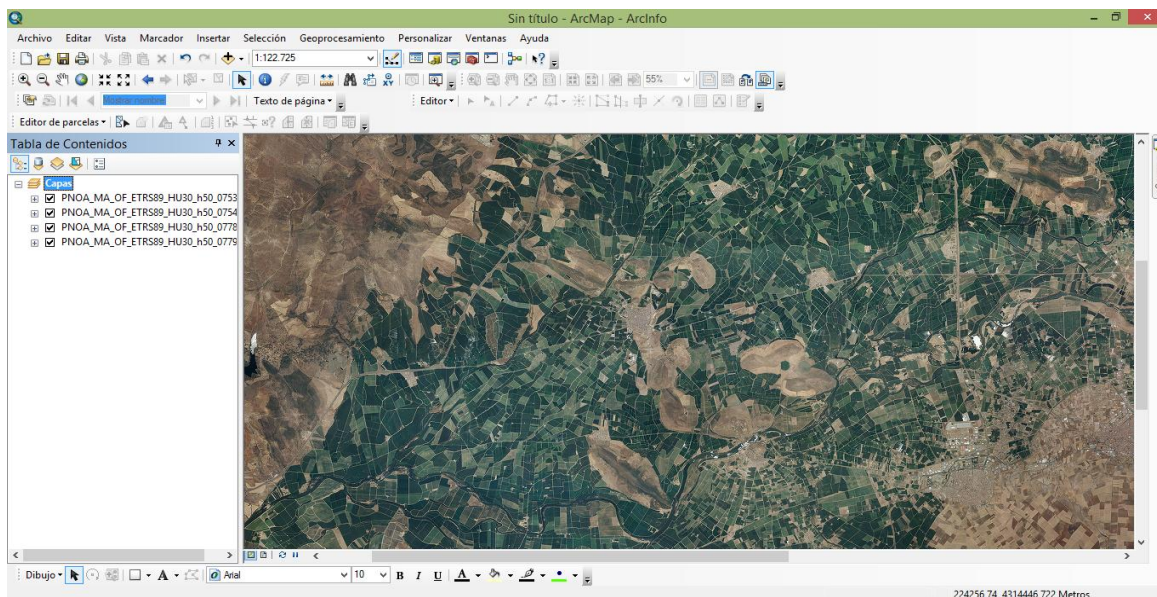 Sin título - ArcMap - ArcInfo
Archivo Editar Vista Marcador Insertar Selección Geoprocesamiento Personalizar Ventanas Ayuda
1:122.725
55%
Mostrar nombre Texto de página Editor
Editor de parcelas
Tabla de Contenidos
Capas
PNOA_MA_OF_ETRS89_HU30_h50_0753
PNOA_MA_OF_ETRS89_HU30_h50_0754
PNOA_MA_OF_ETRS89_HU30_h50_0778
PNOA_MA_OF_ETRS89_HU30_h50_0779
Dibujo A Arial 10 B I U A
224256,74 4314446,722 Metros